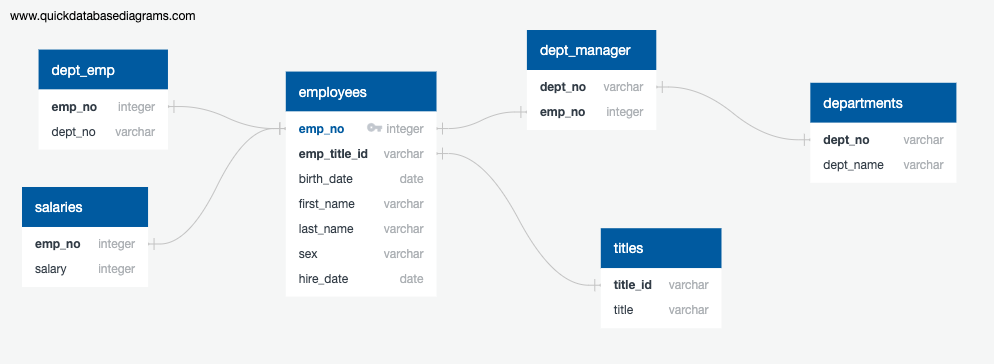 www.quickdatabasediagrams.com
dept_emp
emp_no integer
dept_no varchar
salaries
emp_no integer
salary integer
employees
emp_no integer
emp_title_id varchar
birth_date date
first_name varchar
last_name varchar
sex varchar
hire_date date
dept_manager
dept_no varchar
emp_no integer
titles
title_id varchar
title varchar
departments
dept_no varchar
dept_name varchar